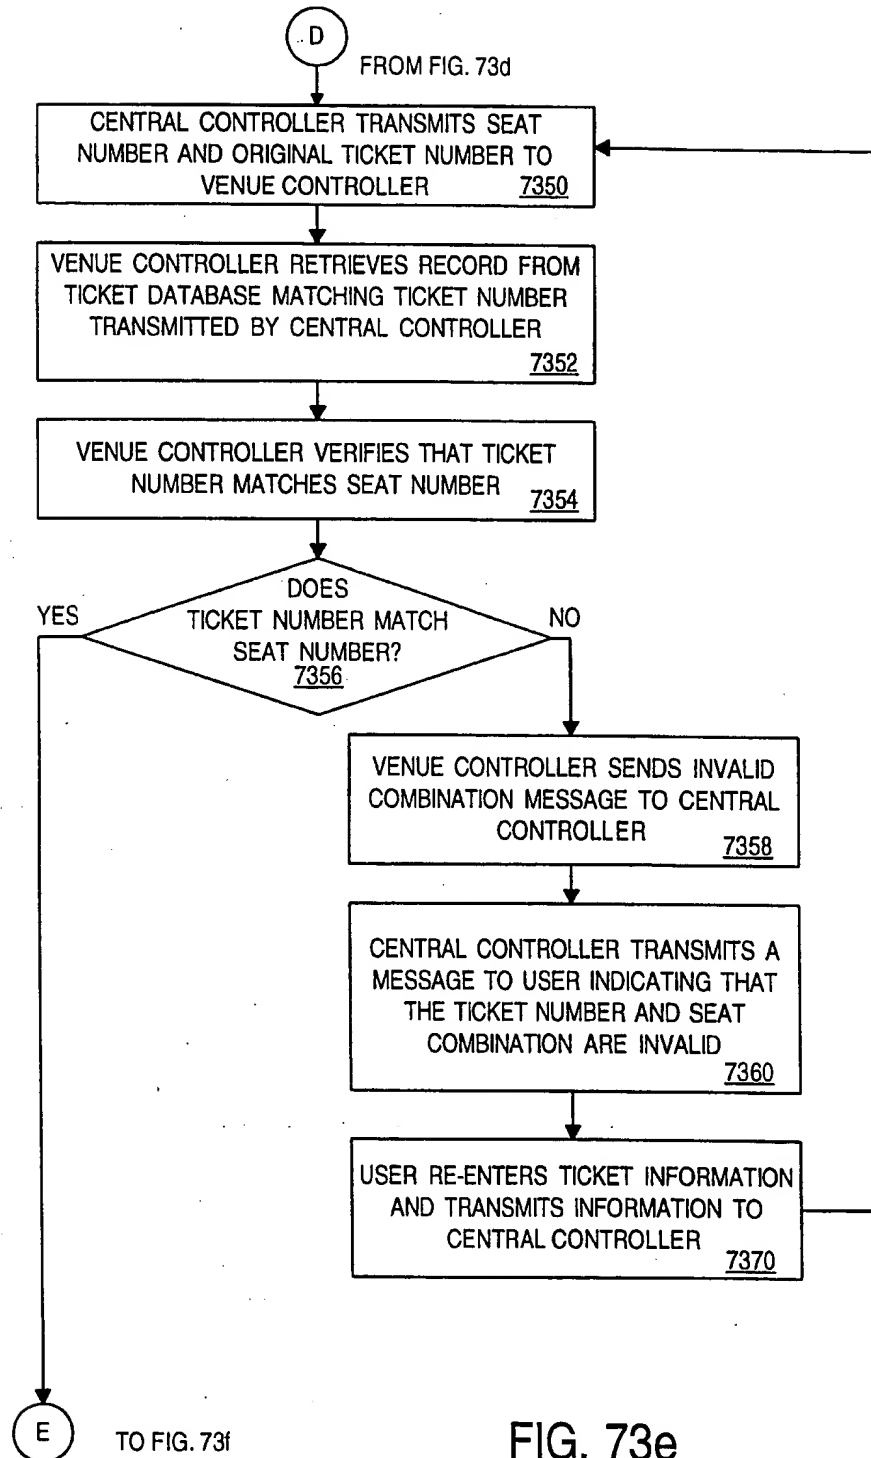 D
FROM FIG. 73d
CENTRAL CONTROLLER TRANSMITS SEAT
NUMBER AND ORIGINAL TICKET NUMBER TO
VENUE CONTROLLER 7350
VENUE CONTROLLER RETRIEVES RECORD FROM
TICKET DATABASE MATCHING TICKET NUMBER
TRANSMITTED BY CENTRAL CONTROLLER
7352
VENUE CONTROLLER VERIFIES THAT TICKET
NUMBER MATCHES SEAT NUMBER 7354
DOES
TICKET NUMBER MATCH
SEAT NUMBER?
7356
YES
NO
VENUE CONTROLLER SENDS INVALID
COMBINATION MESSAGE TO CENTRAL
CONTROLLER 7358
CENTRAL CONTROLLER TRANSMITS A
MESSAGE TO USER INDICATING THAT
THE TICKET NUMBER AND SEAT
COMBINATION ARE INVALID
7360
USER RE-ENTERS TICKET INFORMATION
AND TRANSMITS INFORMATION TO
CENTRAL CONTROLLER 7370
E
TO FIG. 73f
FIG. 73e